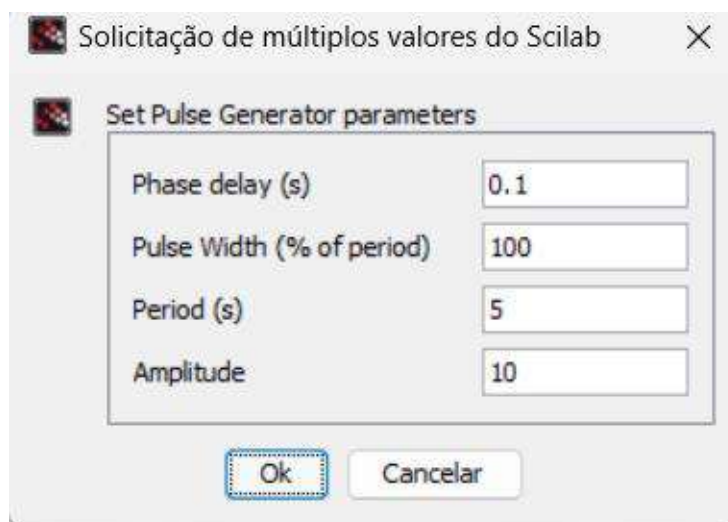 Solicitação de múltiplos valores do Scilab
Set Pulse Generator parameters
Phase delay (s) 0.1
Pulse Width (% of period) 100
Period (s) 5
Amplitude 10
Ok Cancelar